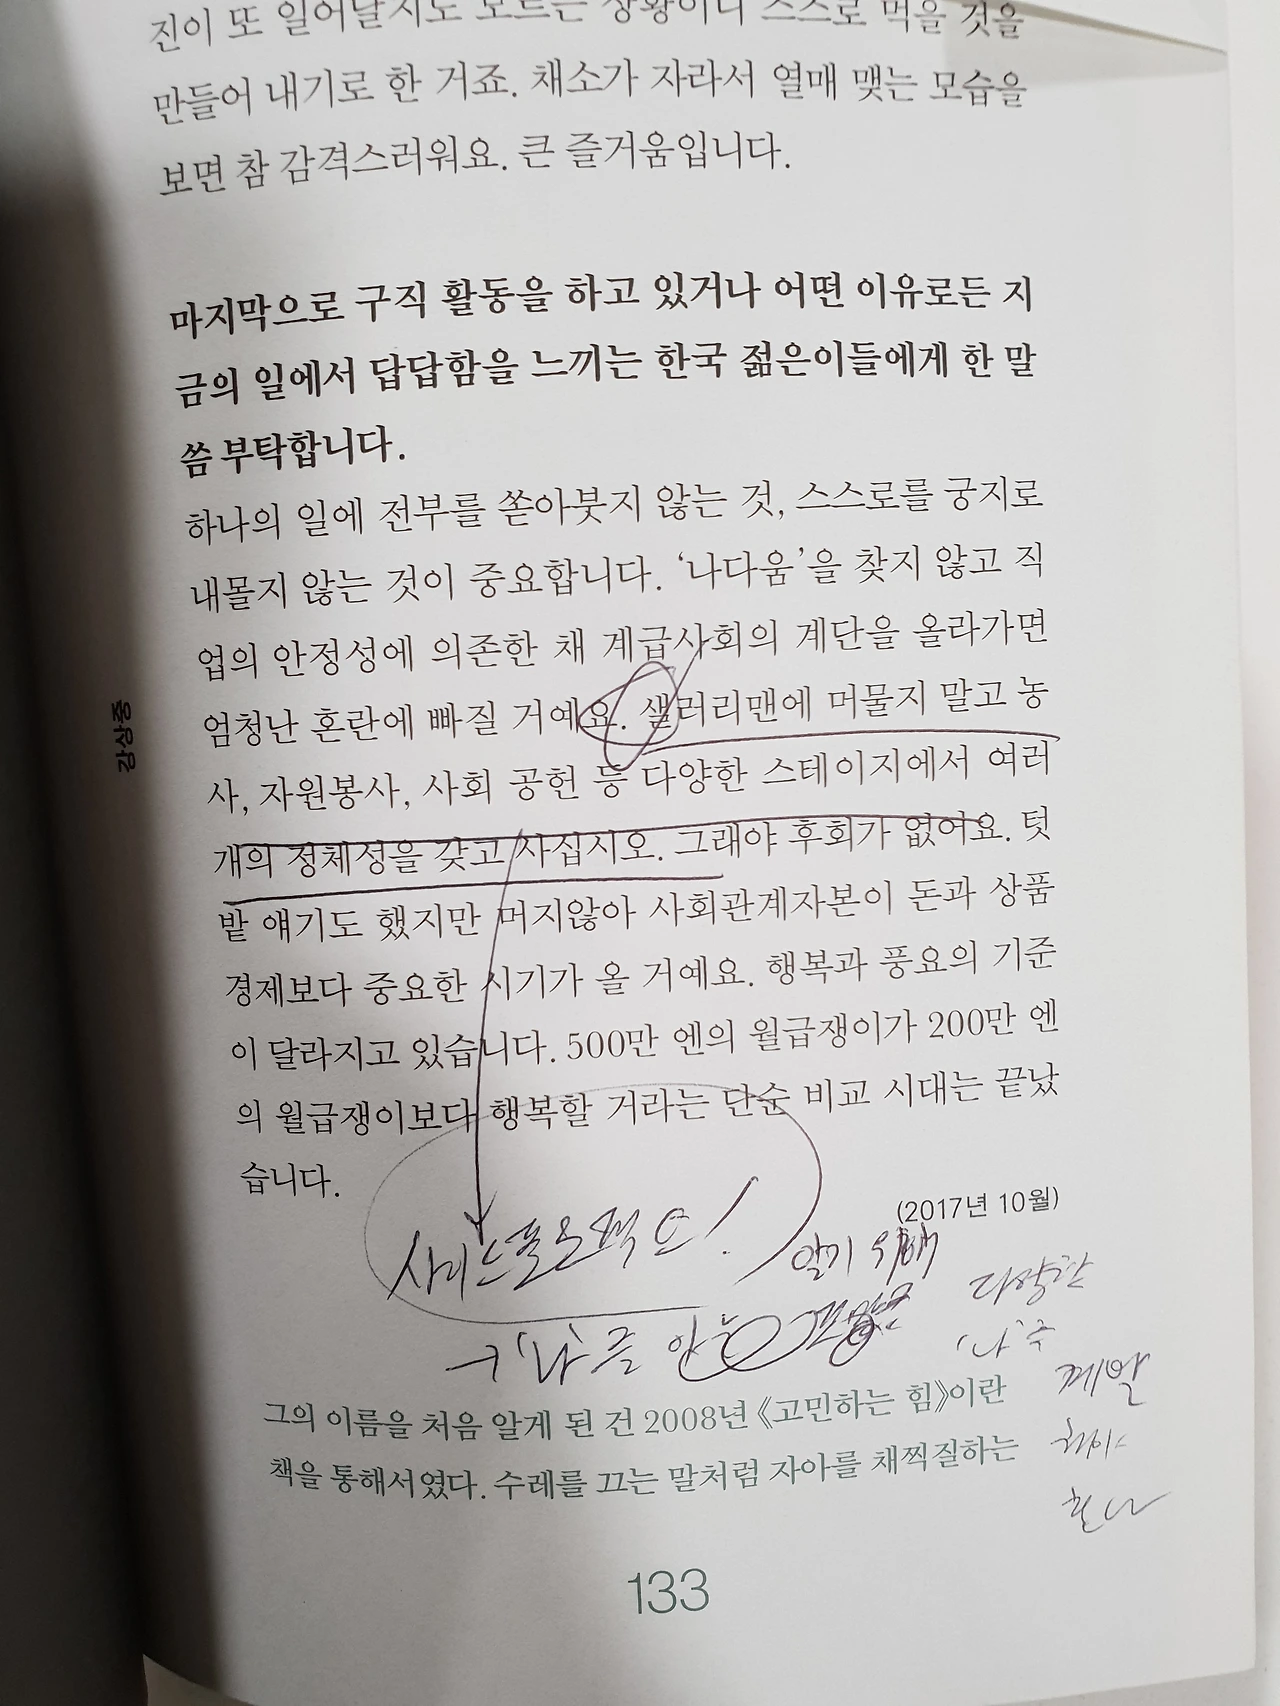 진이 또 일어날지도 모르는 상황이니 스스로 먹을 것을
만들어 내기로 한 거죠. 채소가 자라서 열매 맺는 모습을
보면 참 감격스러워요. 큰 즐거움입니다.
마지막으로 구직 활동을 하고 있거나 어떤 이유로든 지
금의 일에서 답답함을 느끼는 한국 젊은이들에게 한 말
씀 부탁합니다.
하나의 일에 전부를 쏟아붓지 않는 것, 스스로를 궁지로
내몰지 않는 것이 중요합니다. ‘나다움’을 찾지 않고 직
업의 안정성에 의존한 채 계급사회의 계단을 올라가면
엄청난 혼란에 빠질 거예요. 샐러리맨에 머물지 말고 농
사, 자원봉사, 사회 공헌 등 다양한 스테이지에서 여러
개의 정체성을 갖고 사십시오. 그래야 후회가 없어요. 텃
밭 얘기도 했지만 머지않아 사회관계자본이 돈과 상품
경제보다 중요한 시기가 올 거예요. 행복과 풍요의 기준
이 달라지고 있습니다. 500만 엔의 월급쟁이가 200만 엔
의 월급쟁이보다 행복할 거라는 단순 비교 시대는 끝났
습니다.
(2017년 10월)
강상중
사이드프로젝트!
알기 위해
다양한
'나'
→ '나'를
그의 이름을 처음 알게 된 건 2008년 《고민하는 힘》이란
책을 통해서였다. 수레를 끄는 말처럼 자아를 채찍질하는
133